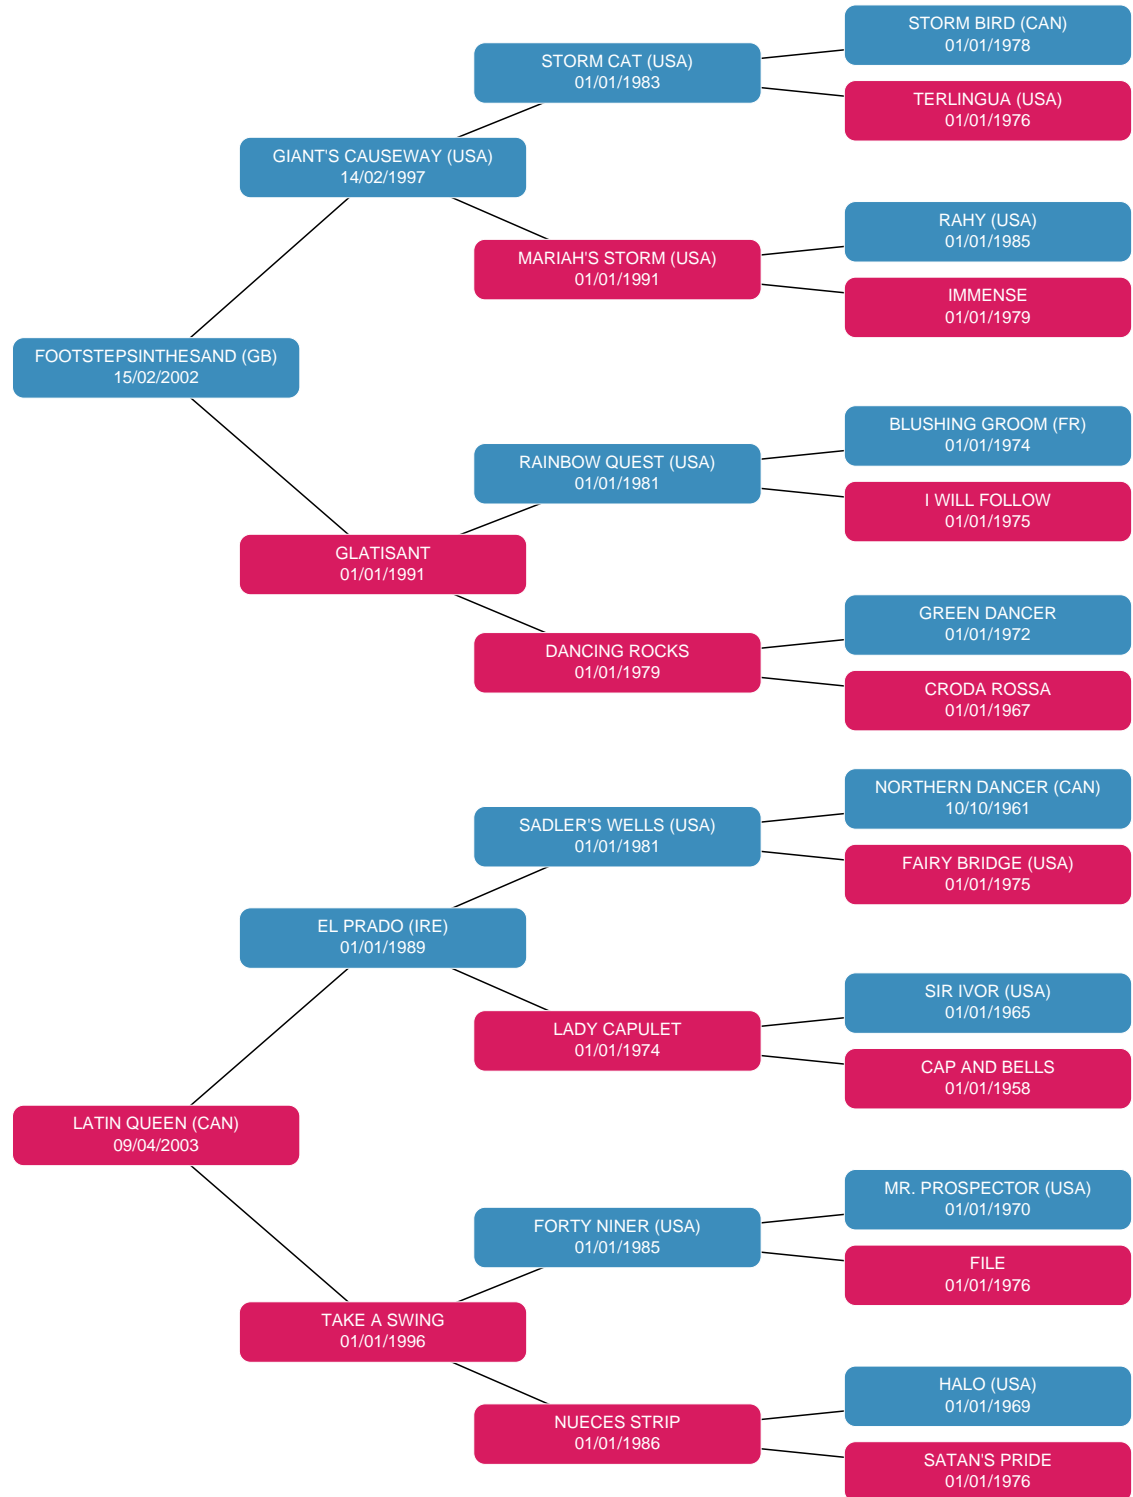 STORM BIRD (CAN)
01/01/1978
STORM CAT (USA)
01/01/1983
TERLINGUA (USA)
01/01/1976
GIANT'S CAUSEWAY (USA)
14/02/1997
RAHY (USA)
01/01/1985
MARIAH'S STORM (USA)
01/01/1991
IMMENSE
01/01/1979
FOOTSTEPSINTHESAND (GB)
15/02/2002
BLUSHING GROOM (FR)
01/01/1974
RAINBOW QUEST (USA)
01/01/1981
I WILL FOLLOW
01/01/1975
GLATISANT
01/01/1991
GREEN DANCER
01/01/1972
DANCING ROCKS
01/01/1979
CRODA ROSSA
01/01/1967
NORTHERN DANCER (CAN)
10/10/1961
SADLER'S WELLS (USA)
01/01/1981
FAIRY BRIDGE (USA)
01/01/1975
EL PRADO (IRE)
01/01/1989
SIR IVOR (USA)
01/01/1965
LADY CAPULET
01/01/1974
CAP AND BELLS
01/01/1958
LATIN QUEEN (CAN)
09/04/2003
MR. PROSPECTOR (USA)
01/01/1970
FORTY NINER (USA)
01/01/1985
FILE
01/01/1976
TAKE A SWING
01/01/1996
HALO (USA)
01/01/1969
NUECES STRIP
01/01/1986
SATAN'S PRIDE
01/01/1976